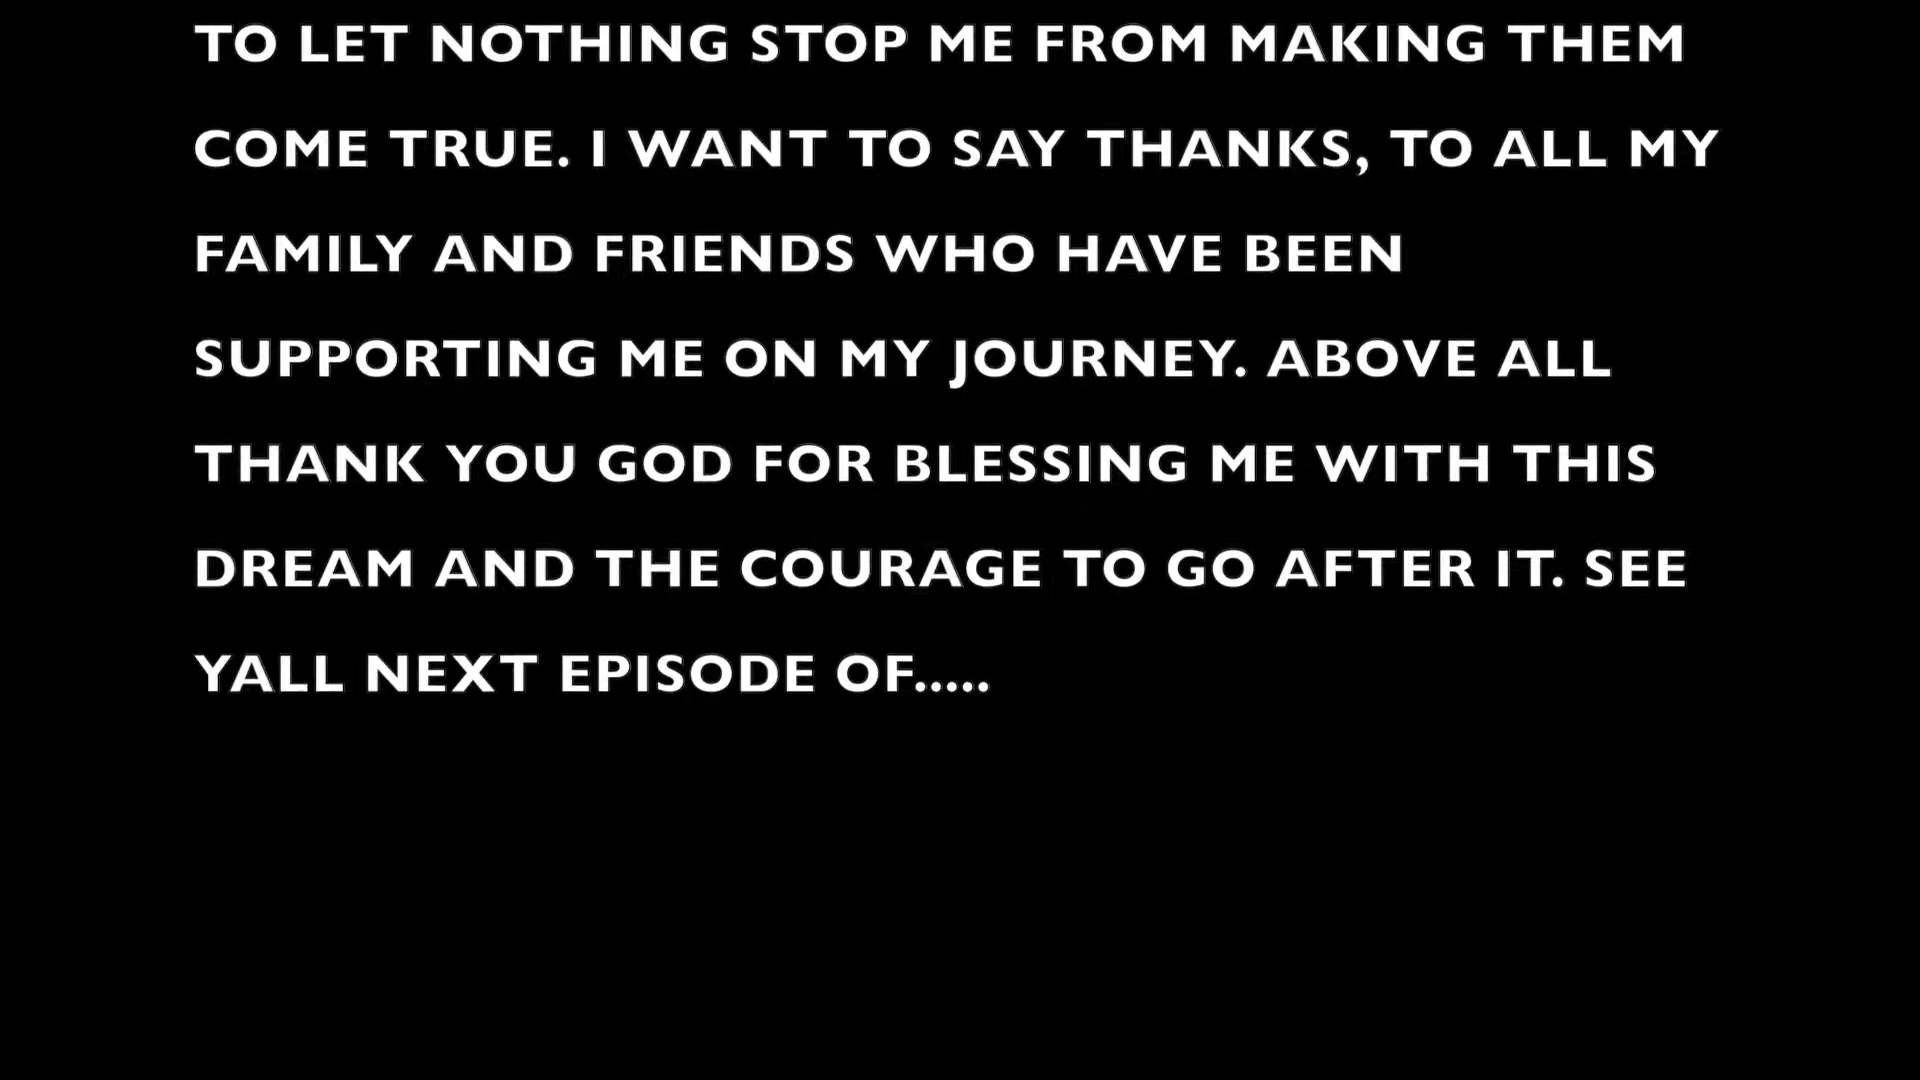 TO LET NOTHING STOP ME FROM MAKING THEM
COME TRUE. I WANT TO SAY THANKS, TO ALL MY
FAMILY AND FRIENDS WHO HAVE BEEN
SUPPORTING ME ON MY JOURNEY. ABOVE ALL
THANK YOU GOD FOR BLESSING ME WITH THIS
DREAM AND THE COURAGE TO GO AFTER IT. SEE
YALL NEXT EPISODE OF.....